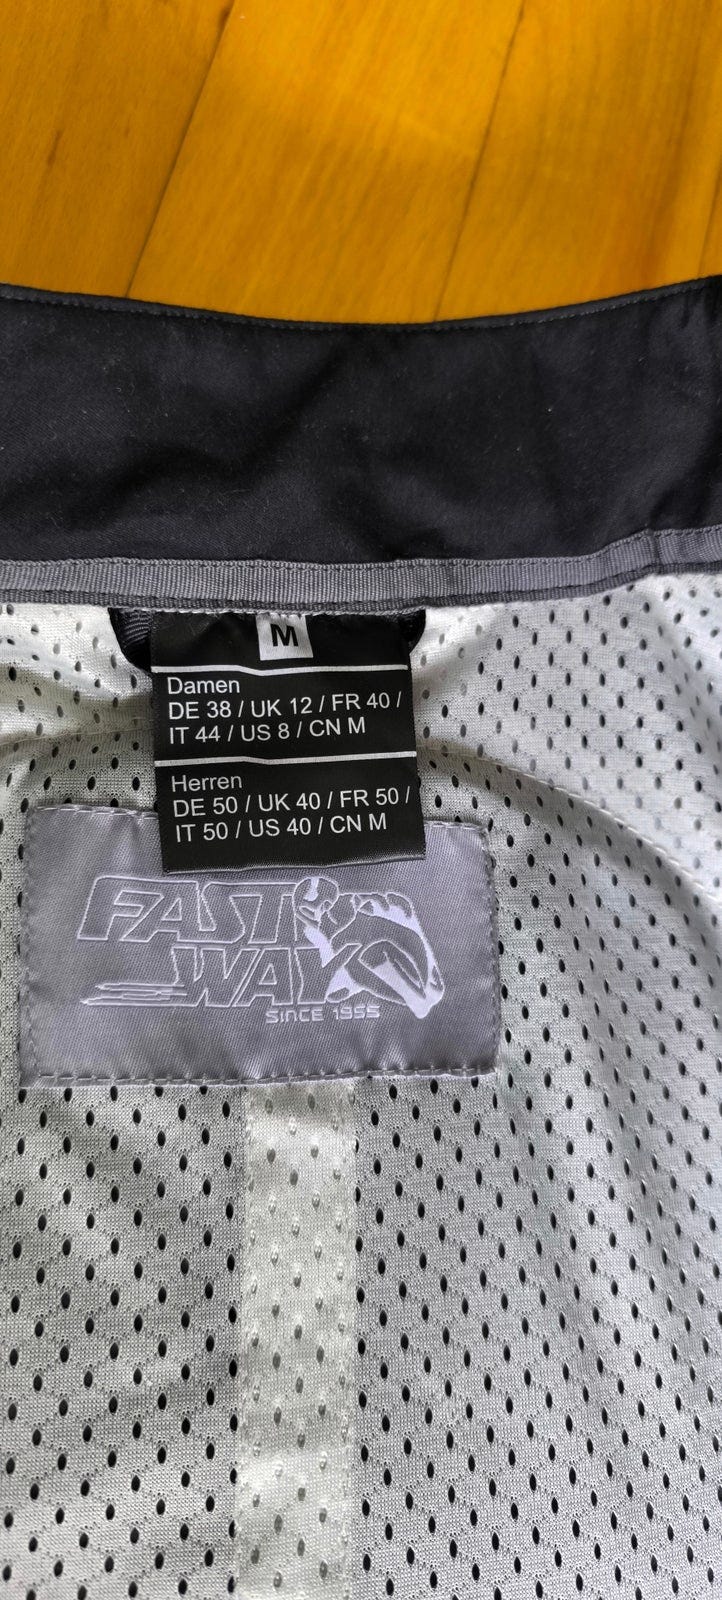 M
Damen
DE 38 / UK 12 / FR 40 /
IT 44 / US 8 / CN M
Herren
DE 50 / UK 40 / FR 50 /
IT 50 / US 40 / CN M
FAST
WAY
SINCE 1955